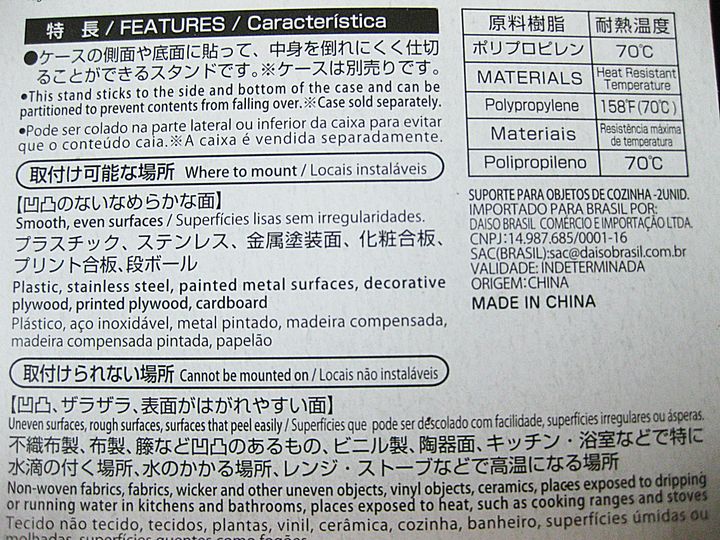 特長 / FEATURES / Característica
●ケースの側面や底面に貼って、中身を倒れにくく仕切
ることができるスタンドです。※ケースは別売りです。
●This stand sticks to the side and bottom of the case and can be
partitioned to prevent contents from falling over.※Case sold separately.
●Pode ser colado na parte lateral ou inferior da caixa para evitar
que o conteúdo caia.※A caixa é vendida separadamente.
取付け可能な場所 Where to mount / Locais instaláveis
【凹凸のないなめらかな面】
Smooth, even surfaces / Superfícies lisas sem irregularidades.
プラスチック、ステンレス、金属塗装面、化粧合板、
プリント合板、段ボール
Plastic, stainless steel, painted metal surfaces, decorative
plywood, printed plywood, cardboard
Plástico, aço inoxidável, metal pintado, madeira compensada,
madeira compensada pintada, papelão
取付けられない場所 Cannot be mounted on / Locais não instaláveis
【凹凸、ザラザラ、表面がはがれやすい面】
Uneven surfaces, rough surfaces, surfaces that peel easily / Superfícies que pode ser descolado com facilidade, superfícies irregulares ou ásperas.
不織布製、布製、籐など凹凸のあるもの、ビニル製、陶器面、キッチン・浴室などで特に
水滴の付く場所、水のかかる場所、レンジ・ストーブなどで高温になる場所
Non-woven fabrics, fabrics, wicker and other uneven objects, vinyl objects, ceramics, places exposed to dripping
or running water in kitchens and bathrooms, places exposed to heat, such as cooking ranges and stoves
Tecido não tecido, tecidos, plantas, vinil, cerâmica, cozinha, banheiro, superfícies úmidas ou
molhadas, superfícies quentes como fogões
原料樹脂 耐熱温度
ポリプロピレン 70℃
MATERIALS Heat Resistant
Temperature
Polypropylene 158℉(70℃)
Materiais Resistência máxima
de temperatura
Polipropileno 70℃
SUPORTE PARA OBJETOS DE COZINHA -2UNID.
IMPORTADO PARA BRASIL POR:
DAISO BRASIL COMÉRCIO E IMPORTAÇÃO LTDA.
CNPJ:14.987.685/0001-16
SAC(BRASIL):sac@daisobrasil.com.br
VALIDADE: INDETERMINADA
ORIGEM:CHINA
MADE IN CHINA